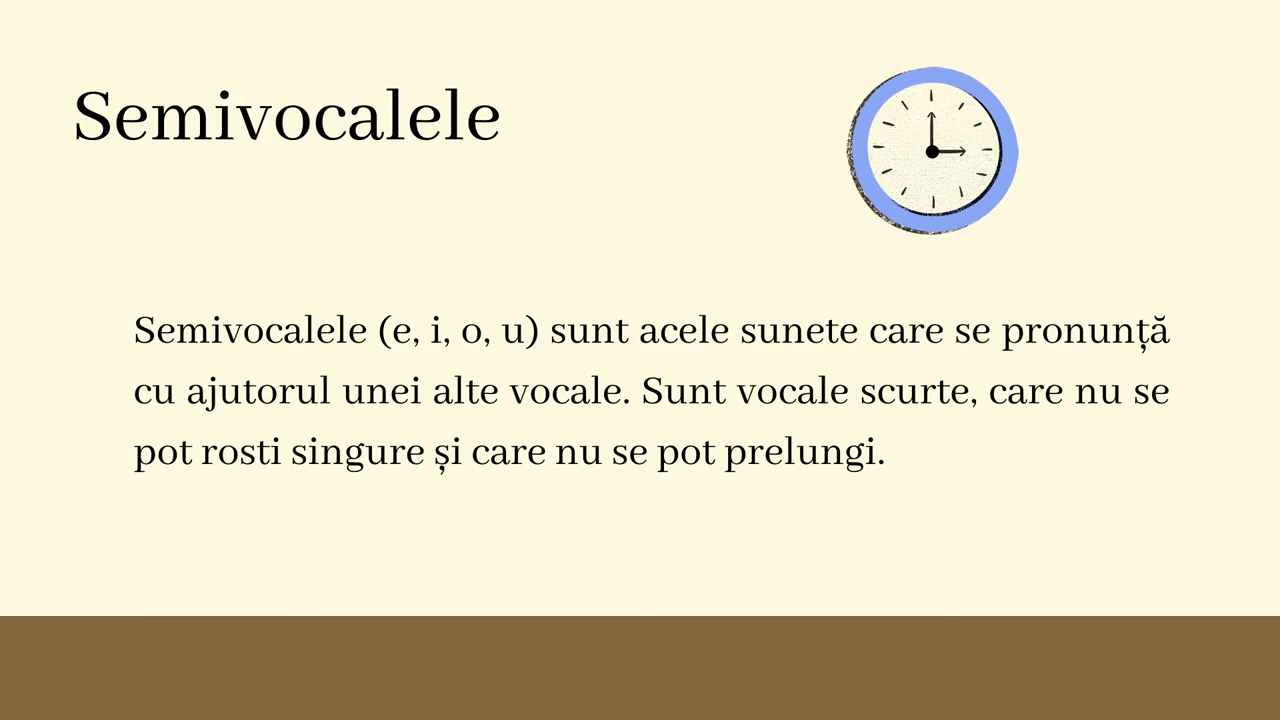 Semivocalele
Semivocalele (e, i, o, u) sunt acele sunete care se pronunță
cu ajutorul unei alte vocale. Sunt vocale scurte, care nu se
pot rosti singure și care nu se pot prelungi.